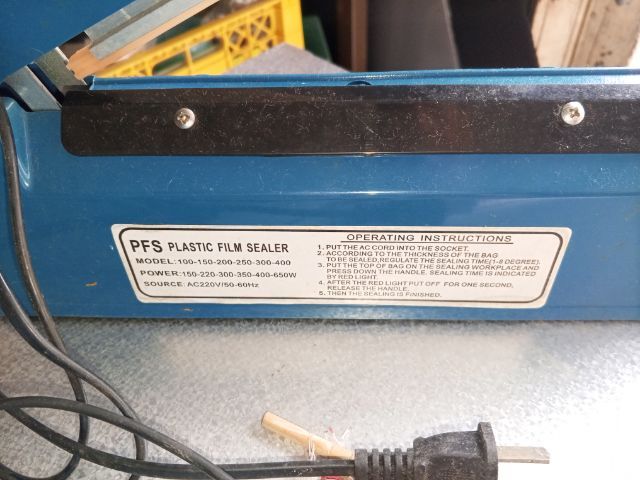 PFS PLASTIC FILM SEALER
MODEL:100-150-200-250-300-400
POWER:150-220-300-350-400-650W
SOURCE: AC220V/50-60Hz
OPERATING INSTRUCTIONS
1. PUT THE AC CORD INTO THE SOCKET.
2. ACCORDING TO THE THICKNESS OF THE BAG
TO BE SEALED,REGULATE THE SEALING TIME(1-8 DEGREE).
3. PUT THE TOP OF BAG ON THE SEALING WORKPLACE AND
PRESS DOWN THE HANDLE. SEALING TIME IS INDICATED
BY RED LIGHT.
4. AFTER THE RED LIGHT PUT OFF FOR ONE SECOND,
RELEASE THE HANDLE.
5. THEN THE SEALING IS FINISHED.